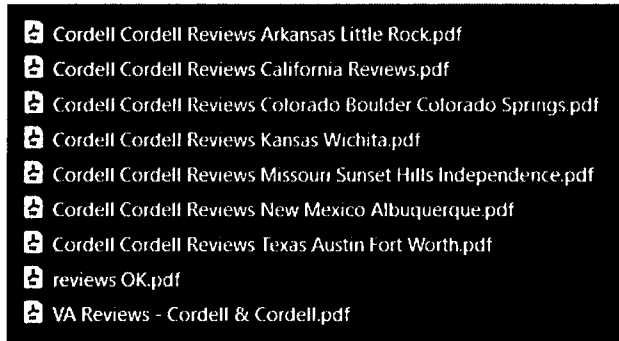 Cordell Cordell Reviews Arkansas Little Rock.pdf
Cordell Cordell Reviews California Reviews.pdf
Cordell Cordell Reviews Colorado Boulder Colorado Springs.pdf
Cordell Cordell Reviews Kansas Wichita.pdf
Cordell Cordell Reviews Missouri Sunset Hills Independence.pdf
Cordell Cordell Reviews New Mexico Albuquerque.pdf
Cordell Cordell Reviews Texas Austin Fort Worth.pdf
reviews OK.pdf
VA Reviews - Cordell & Cordell.pdf